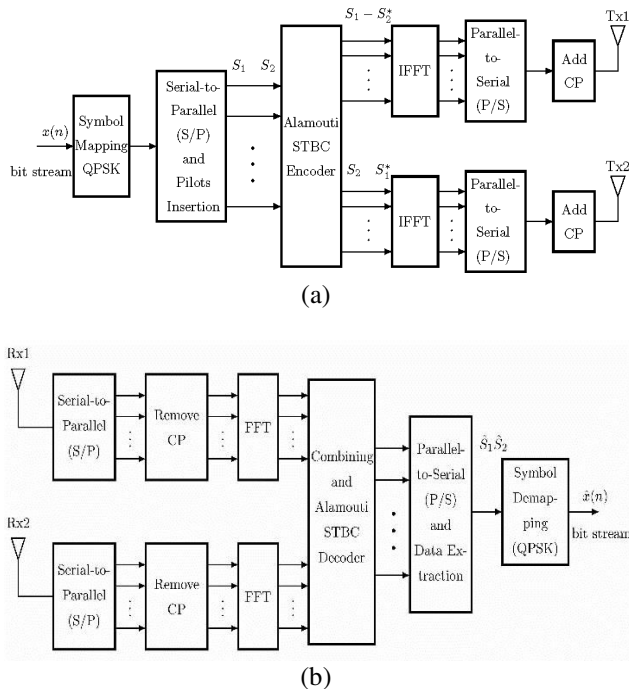 x(n)
bit stream
Symbol
Mapping
QPSK
Serial-to-
Parallel
(S/P)
and
Pilots
Insertion
S₁ S₂
Alamouti
STBC
Encoder
S₁ − S₂*
IFFT
Parallel-
to-
Serial
(P/S)
Add
CP
Tx1
S₂ S₁*
IFFT
Parallel-
to-
Serial
(P/S)
Add
CP
Tx2
(a)
Rx1
Serial-to-
Parallel
(S/P)
Remove
CP
FFT
Rx2
Serial-to-
Parallel
(S/P)
Remove
CP
FFT
Combining
and
Alamouti
STBC
Decoder
Parallel-
to-Serial
(P/S)
and
Data Ex-
traction
Ŝ₁Ŝ₂
Symbol
Demap-
ping
(QPSK)
x̂(n)
bit stream
(b)